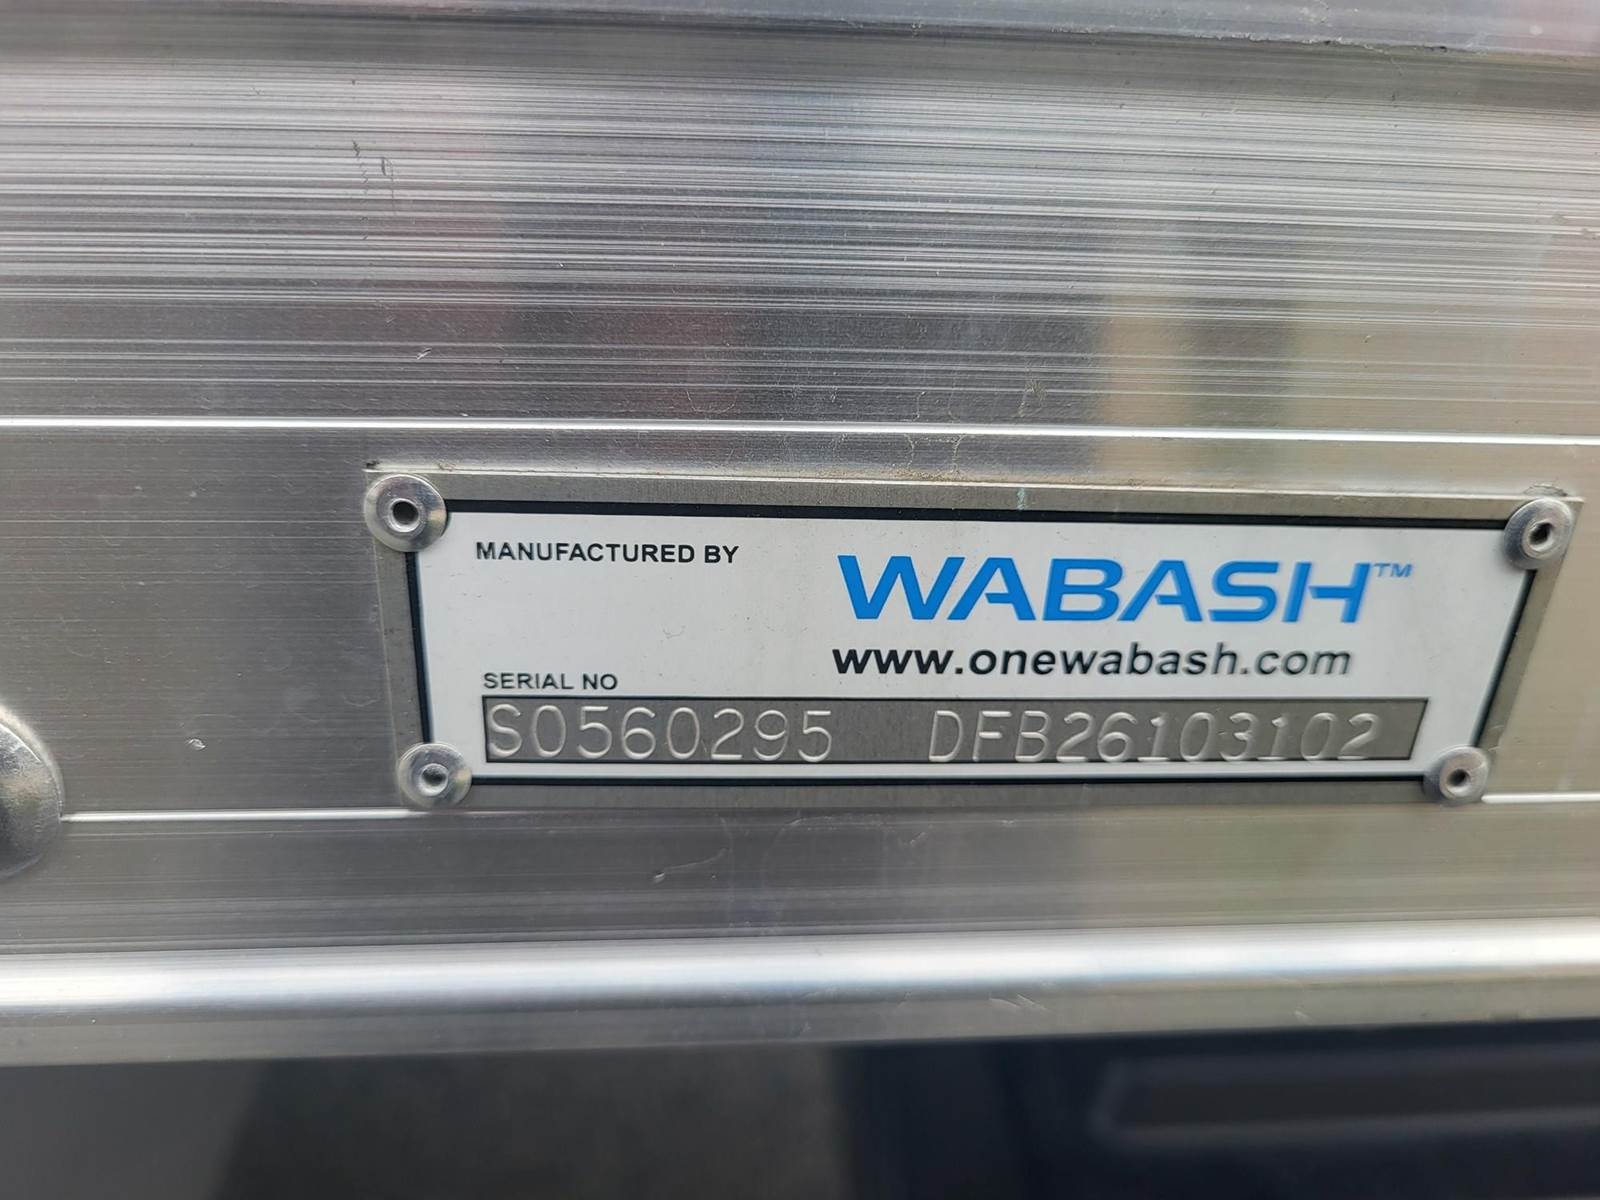 MANUFACTURED BY
WABASH™
www.onewabash.com
SERIAL NO
S0560295 DFB26103102